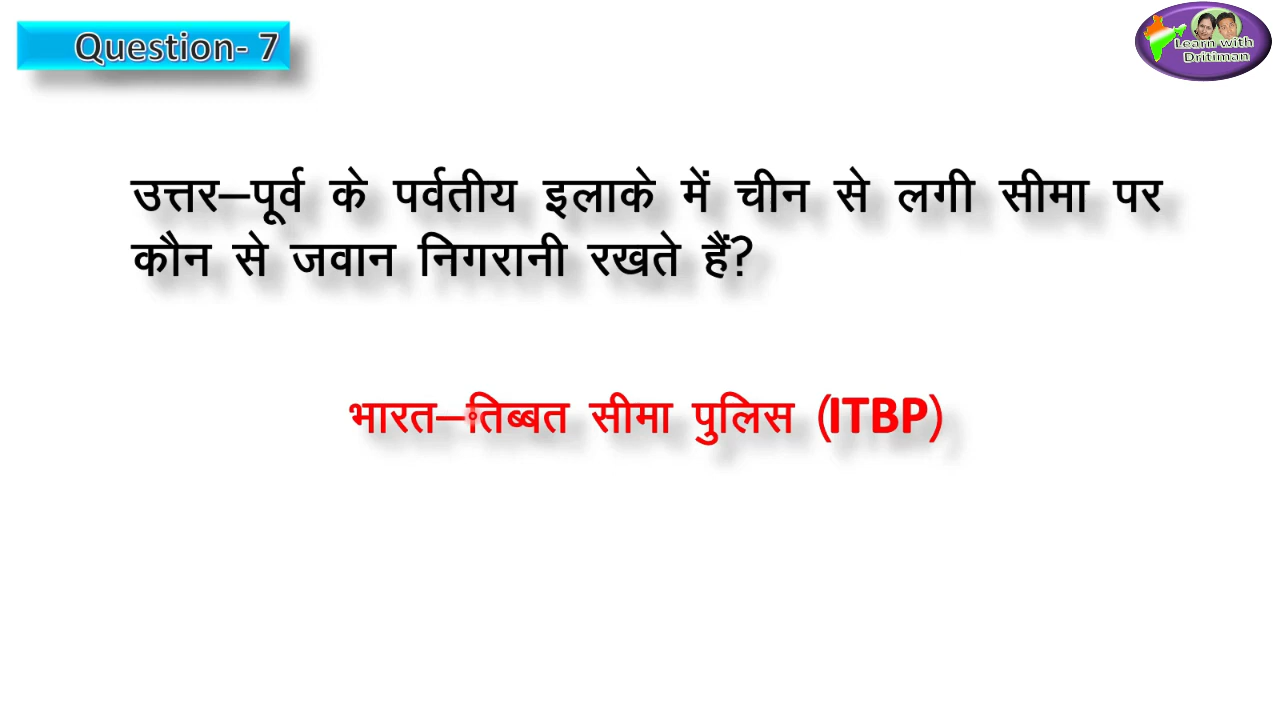 Question- 7
Learn with
Dritiman
उत्तर–पूर्व के पर्वतीय इलाके में चीन से लगी सीमा पर
कौन से जवान निगरानी रखते हैं?
भारत–तिब्बत सीमा पुलिस (ITBP)